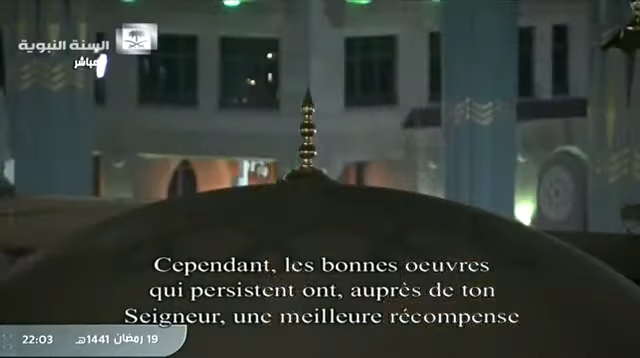 السنة النبوية
مباشر
Cependant, les bonnes oeuvres
qui persistent ont, auprès de ton
Seigneur, une meilleure récompense
22:03 19 رمضان 1441هـ